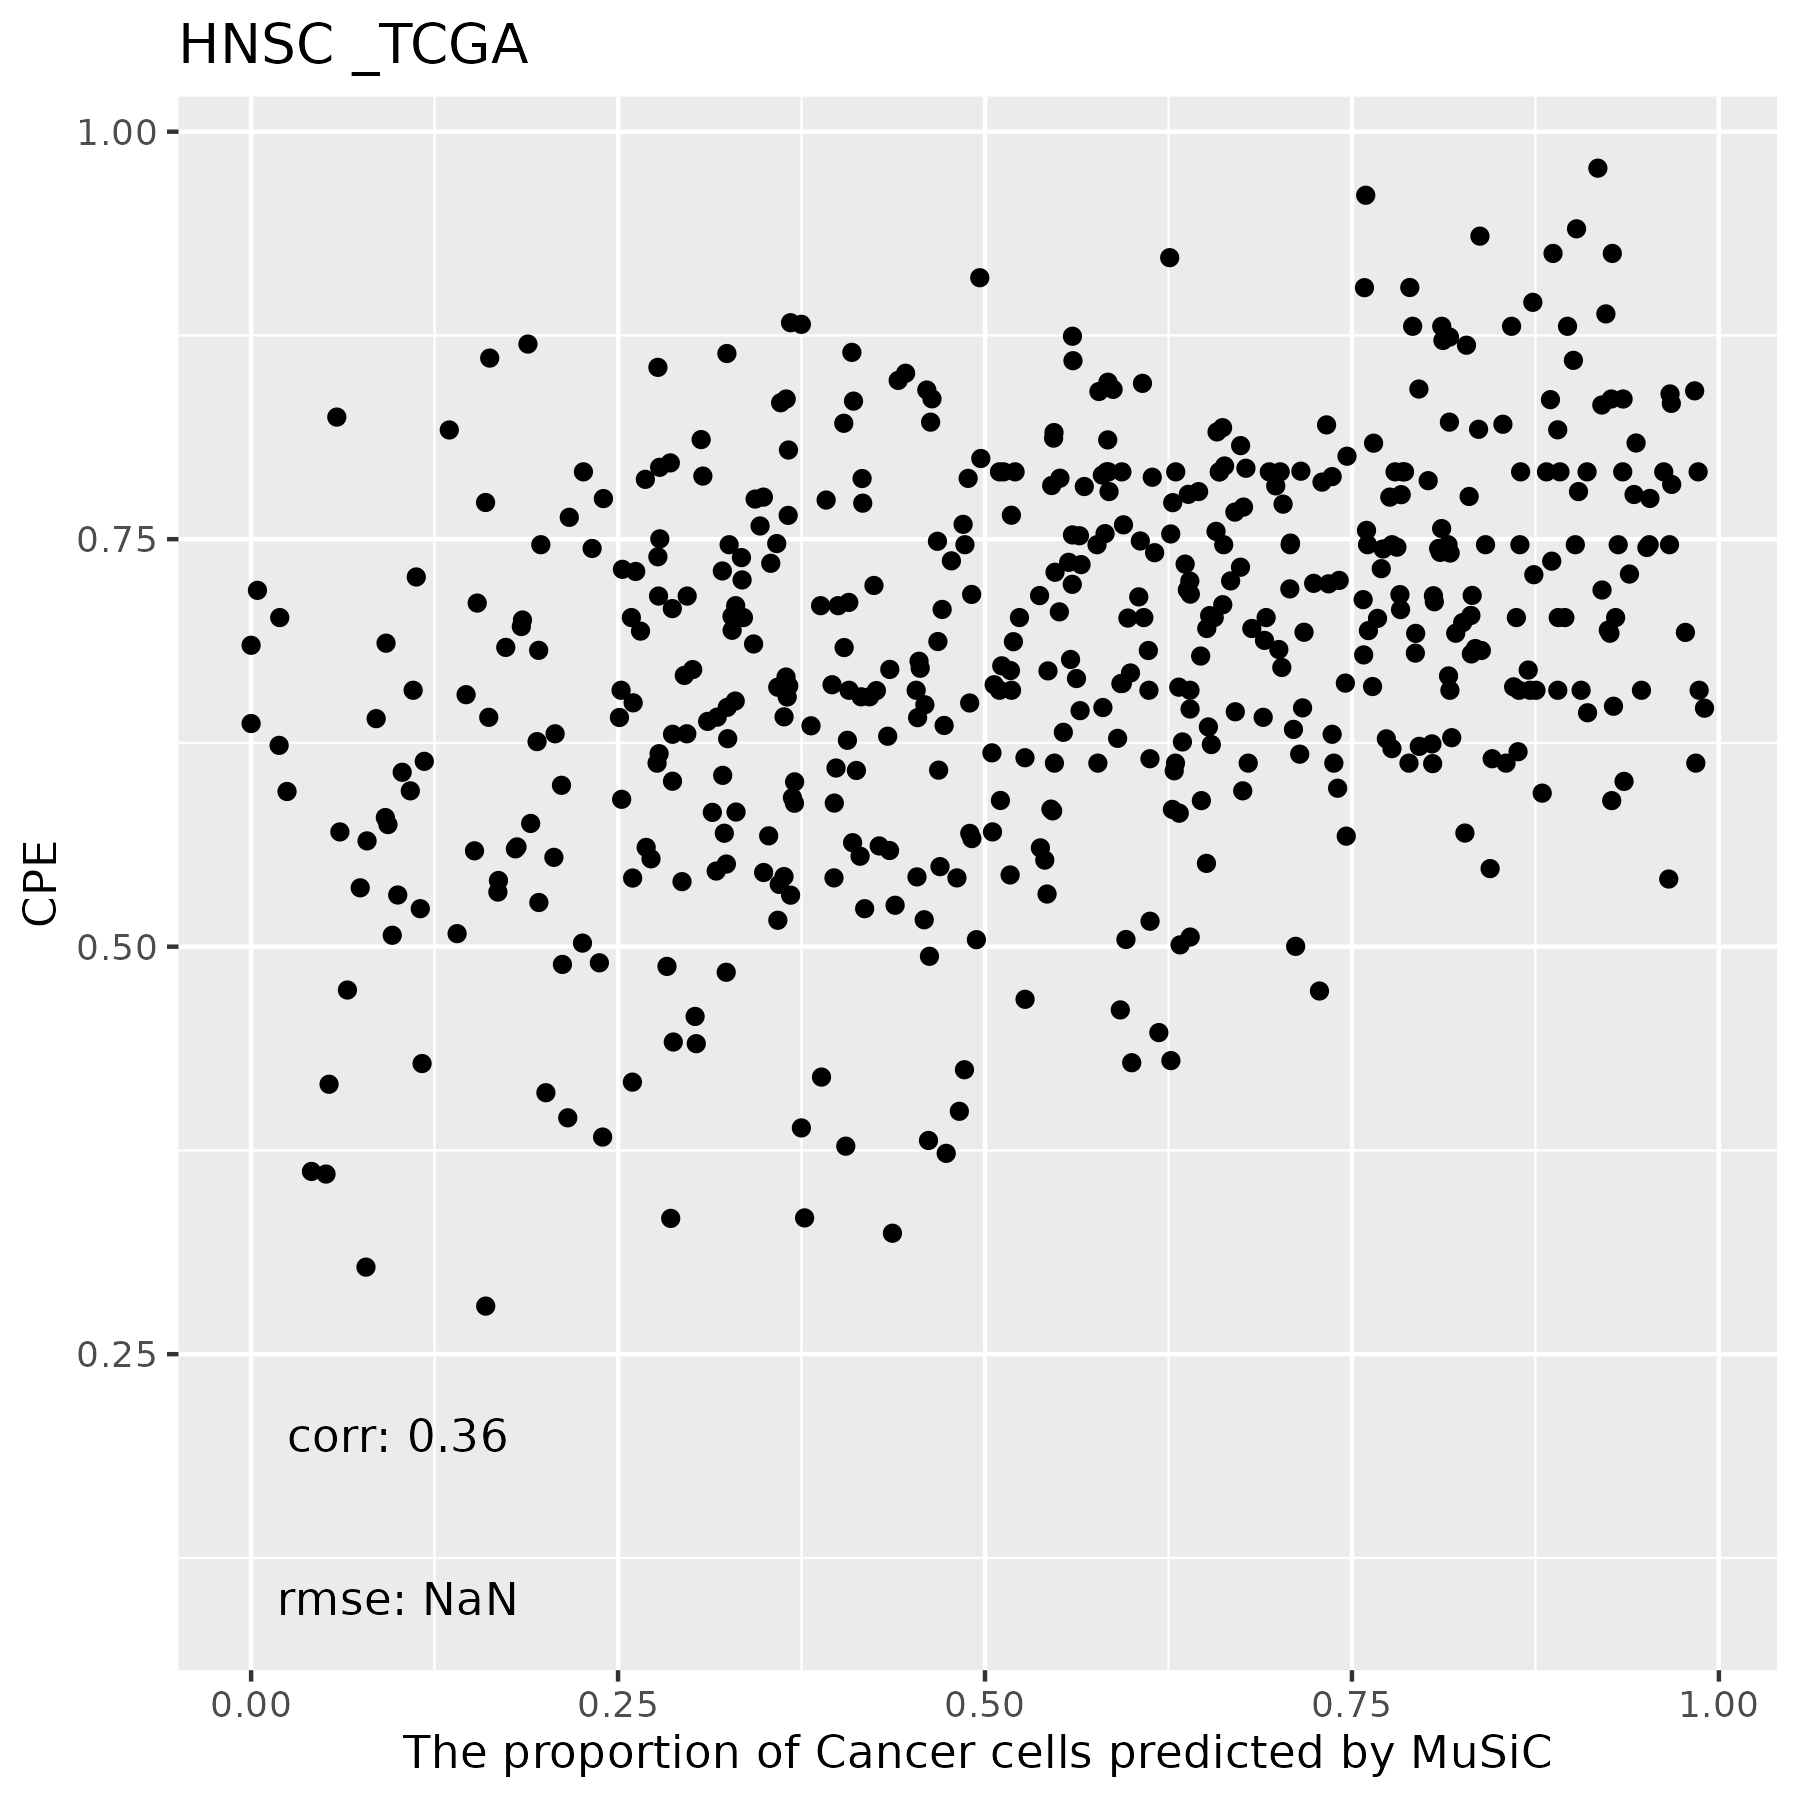 HNSC _TCGA
1.00
0.75
CPE
0.50
0.25
corr: 0.36
rmse: NaN
0.00 0.25 0.50 0.75 1.00
The proportion of Cancer cells predicted by MuSiC